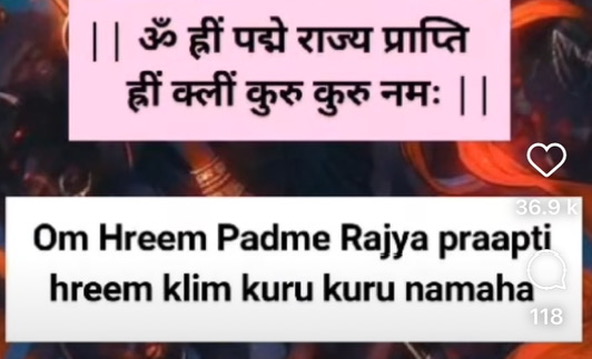 || ॐ ह्रीं पद्मे राज्य प्राप्ति
ह्रीं क्लीं कुरु कुरु नमः ||
Om Hreem Padme Rajya praapti
hreem klim kuru kuru namaha
36.9 k
118